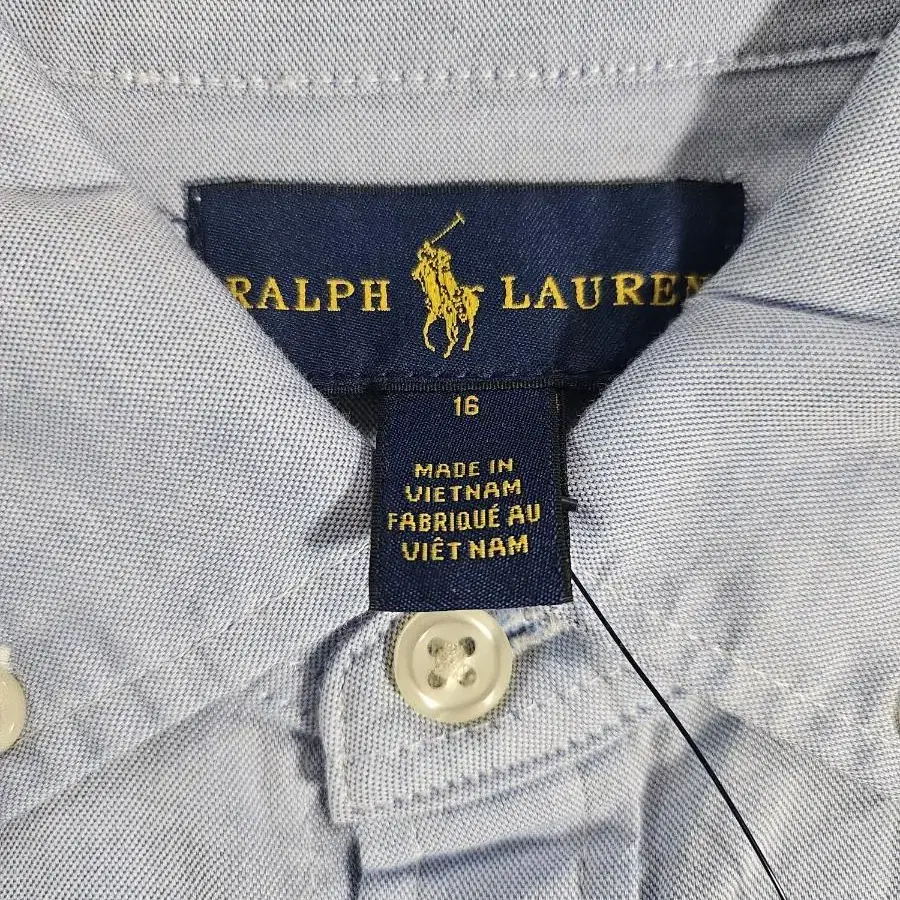 RALPH LAUREN
16
MADE IN
VIETNAM
FABRIQUÉ AU
VIÊT NAM